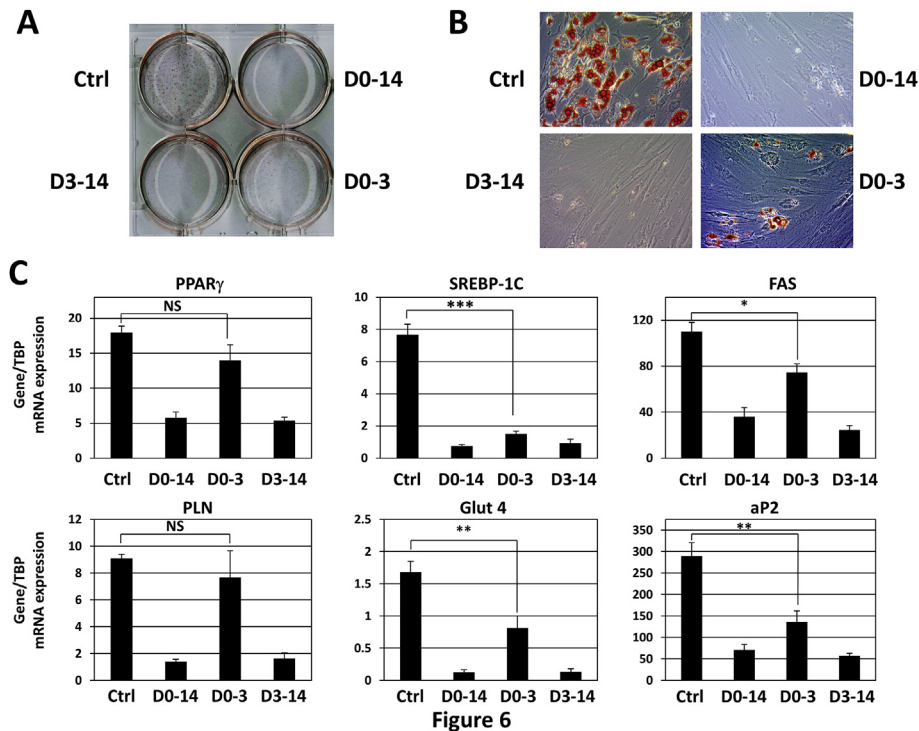 A
B
Ctrl
D0-14
Ctrl
D0-14
D3-14
D0-3
D3-14
D0-3
C
PPARγ
SREBP-1C
FAS
Gene/TBP
mRNA expression
20
15
10
5
0
NS
Ctrl D0-14 D0-3 D3-14
10
8
6
4
2
0
***
Ctrl D0-14 D0-3 D3-14
120
80
40
0
*
Ctrl D0-14 D0-3 D3-14
PLN
Glut 4
aP2
Gene/TBP
mRNA expression
12
10
8
6
4
2
0
NS
Ctrl D0-14 D0-3 D3-14
2.5
2
1.5
1
0.5
0
**
Ctrl D0-14 D0-3 D3-14
350
300
250
200
150
100
50
0
**
Ctrl D0-14 D0-3 D3-14
Figure 6